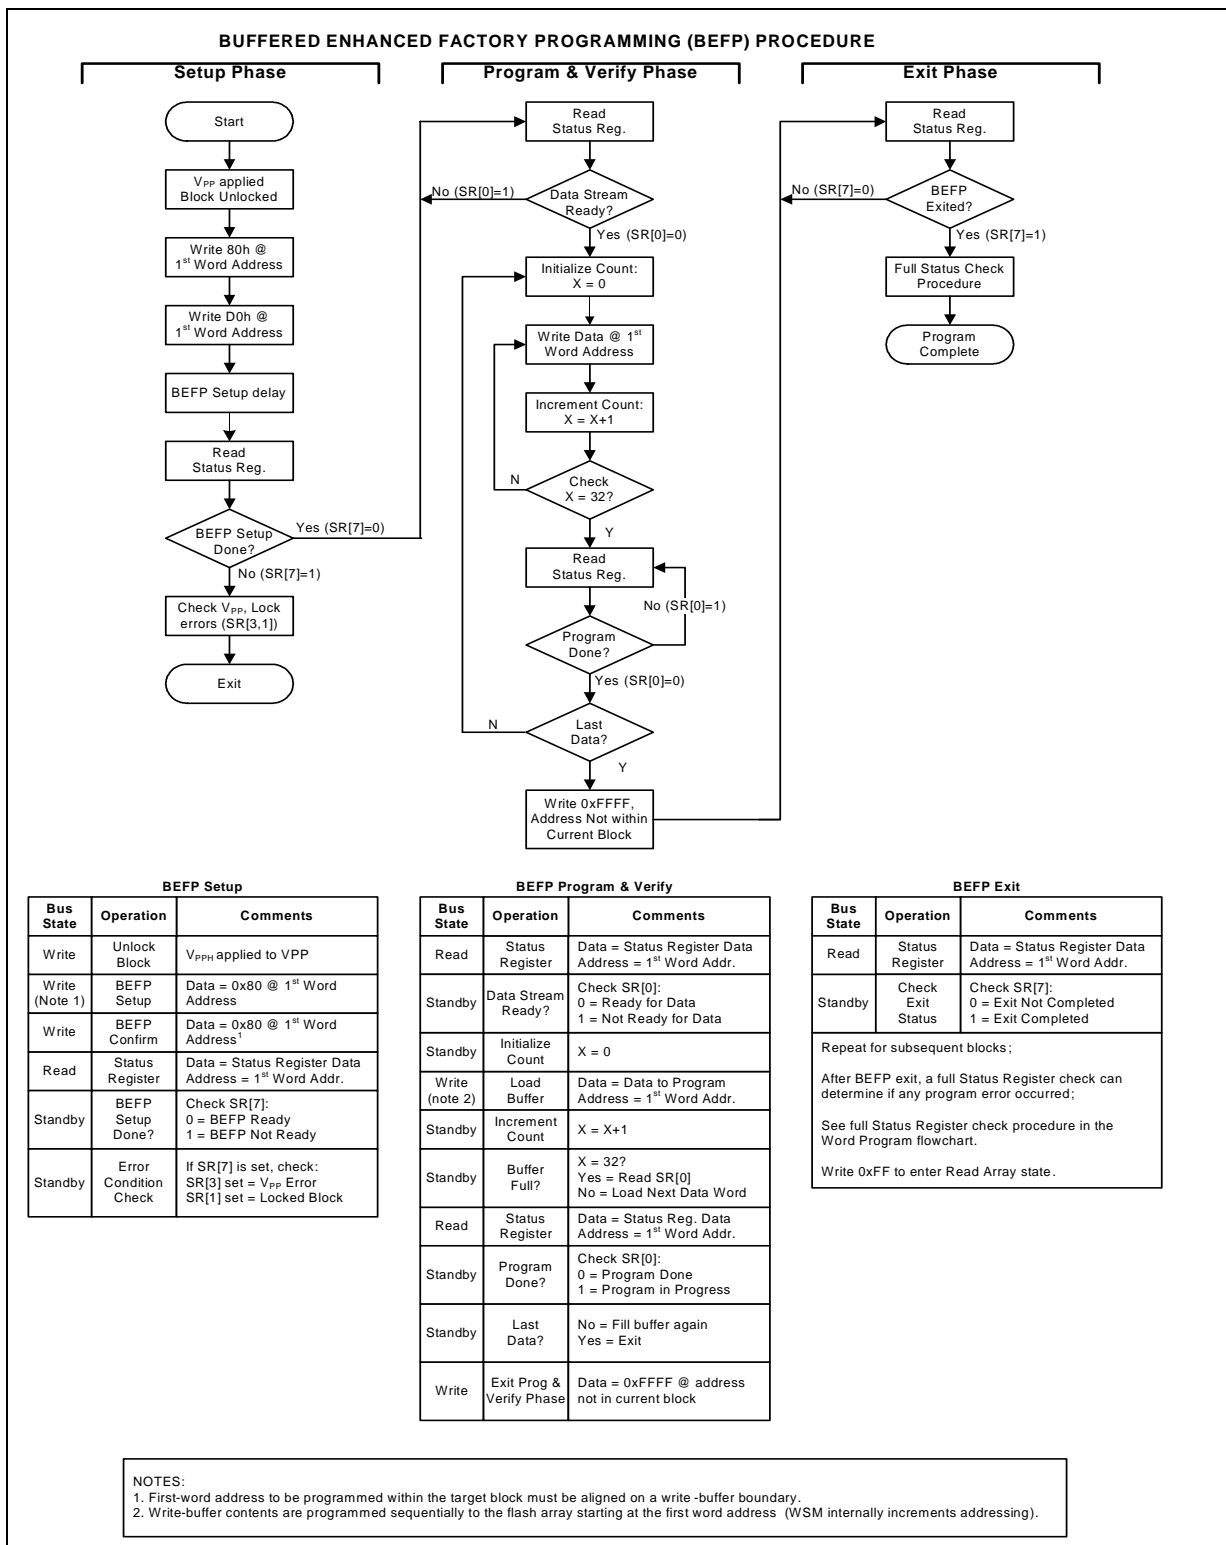 BUFFERED ENHANCED FACTORY PROGRAMMING (BEFP) PROCEDURE
Setup Phase
Start
VPP applied
Block Unlocked
Write 80h @
1st Word Address
Write D0h @
1st Word Address
BEFP Setup delay
Read
Status Reg.
BEFP Setup
Done?
Yes (SR[7]=0)
No (SR[7]=1)
Check VPP, Lock
errors (SR[3,1])
Exit
Program & Verify Phase
Read
Status Reg.
No (SR[0]=1)
Data Stream
Ready?
Yes (SR[0]=0)
Initialize Count:
X = 0
Write Data @ 1st
Word Address
Increment Count:
X = X+1
N
Check
X = 32?
Y
Read
Status Reg.
No (SR[0]=1)
Program
Done?
Yes (SR[0]=0)
N
Last
Data?
Y
Write 0xFFFF,
Address Not within
Current Block
Exit Phase
Read
Status Reg.
No (SR[7]=0)
BEFP
Exited?
Yes (SR[7]=1)
Full Status Check
Procedure
Program
Complete
BEFP Setup
Bus
State
Operation
Comments
Write
Unlock
Block
VPPH applied to VPP
Write
(Note 1)
BEFP
Setup
Data = 0x80 @ 1st Word
Address
Write
BEFP
Confirm
Data = 0x80 @ 1st Word
Address1
Read
Status
Register
Data = Status Register Data
Address = 1st Word Addr.
Standby
BEFP
Setup
Done?
Check SR[7]:
0 = BEFP Ready
1 = BEFP Not Ready
Standby
Error
Condition
Check
If SR[7] is set, check:
SR[3] set = VPP Error
SR[1] set = Locked Block
BEFP Program & Verify
Bus
State
Operation
Comments
Read
Status
Register
Data = Status Register Data
Address = 1st Word Addr.
Standby
Data Stream
Ready?
Check SR[0]:
0 = Ready for Data
1 = Not Ready for Data
Standby
Initialize
Count
X = 0
Write
(note 2)
Load
Buffer
Data = Data to Program
Address = 1st Word Addr.
Standby
Increment
Count
X = X+1
Standby
Buffer
Full?
X = 32?
Yes = Read SR[0]
No = Load Next Data Word
Read
Status
Register
Data = Status Reg. Data
Address = 1st Word Addr.
Standby
Program
Done?
Check SR[0]:
0 = Program Done
1 = Program in Progress
Standby
Last
Data?
No = Fill buffer again
Yes = Exit
Write
Exit Prog &
Verify Phase
Data = 0xFFFF @ address
not in current block
BEFP Exit
Bus
State
Operation
Comments
Read
Status
Register
Data = Status Register Data
Address = 1st Word Addr.
Standby
Check
Exit
Status
Check SR[7]:
0 = Exit Not Completed
1 = Exit Completed
Repeat for subsequent blocks;
After BEFP exit, a full Status Register check can
determine if any program error occurred;
See full Status Register check procedure in the
Word Program flowchart.
Write 0xFF to enter Read Array state.
NOTES:
1. First-word address to be programmed within the target block must be aligned on a write -buffer boundary.
2. Write-buffer contents are programmed sequentially to the flash array starting at the first word address (WSM internally increments addressing).